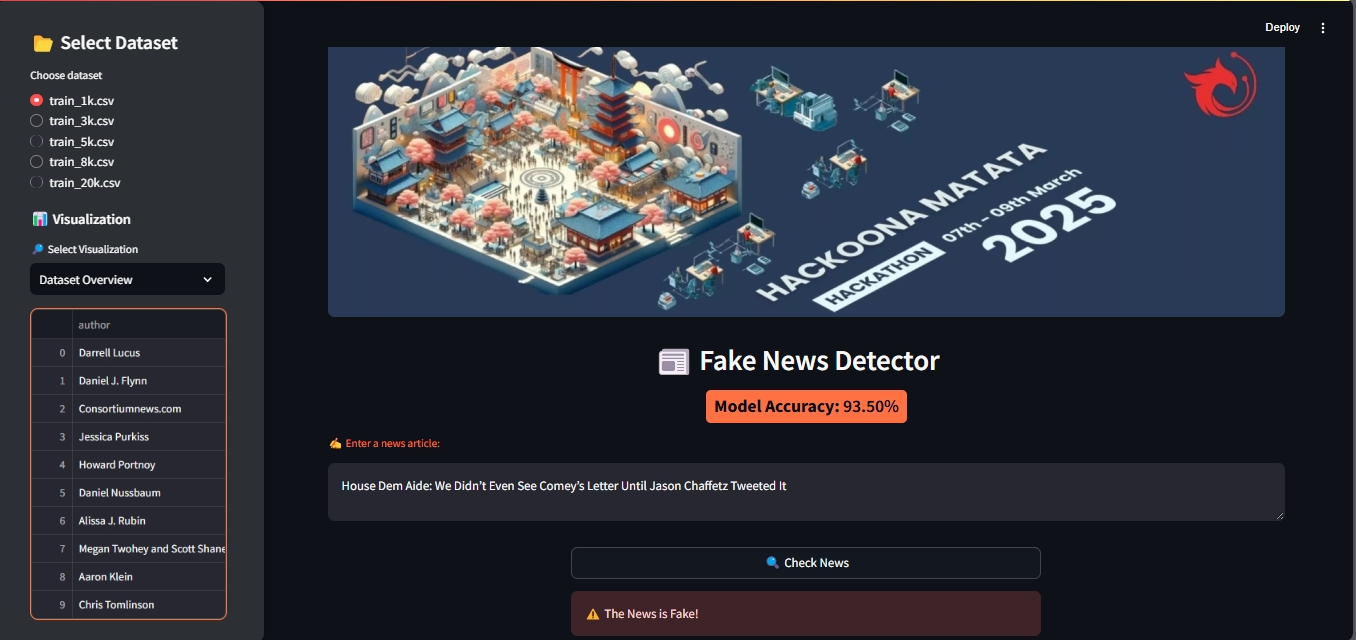 Deploy
📂 Select Dataset
Choose dataset
train_1k.csv
train_3k.csv
train_5k.csv
train_8k.csv
train_20k.csv
📊 Visualization
🔎 Select Visualization
Dataset Overview
author
0 Darrell Lucus
1 Daniel J. Flynn
2 Consortiumnews.com
3 Jessica Purkiss
4 Howard Portnoy
5 Daniel Nussbaum
6 Alissa J. Rubin
7 Megan Twohey and Scott Shane
8 Aaron Klein
9 Chris Tomlinson
HACKOONA MATATA
HACKATHON
07th - 09th March
2025
📰 Fake News Detector
Model Accuracy: 93.50%
✍️ Enter a news article:
House Dem Aide: We Didn’t Even See Comey’s Letter Until Jason Chaffetz Tweeted It
🔍 Check News
⚠️ The News is Fake!